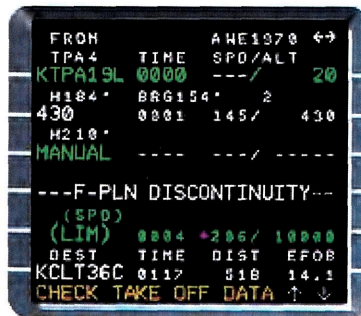 FROM AWE1970 ↔
TPA4 TIME SPD/ALT
KTPA19L 0000 ---/ 20
H184° BRG154° 2
430 0001 145/ 430
H210°
MANUAL ---- ---/ -----
---F-PLN DISCONTINUITY--
(SPD)
(LIM) 0004 *286/ 10000
DEST TIME DIST EFOB
KCLT36C 0117 518 14.1
CHECK TAKE OFF DATA ↑ ↓